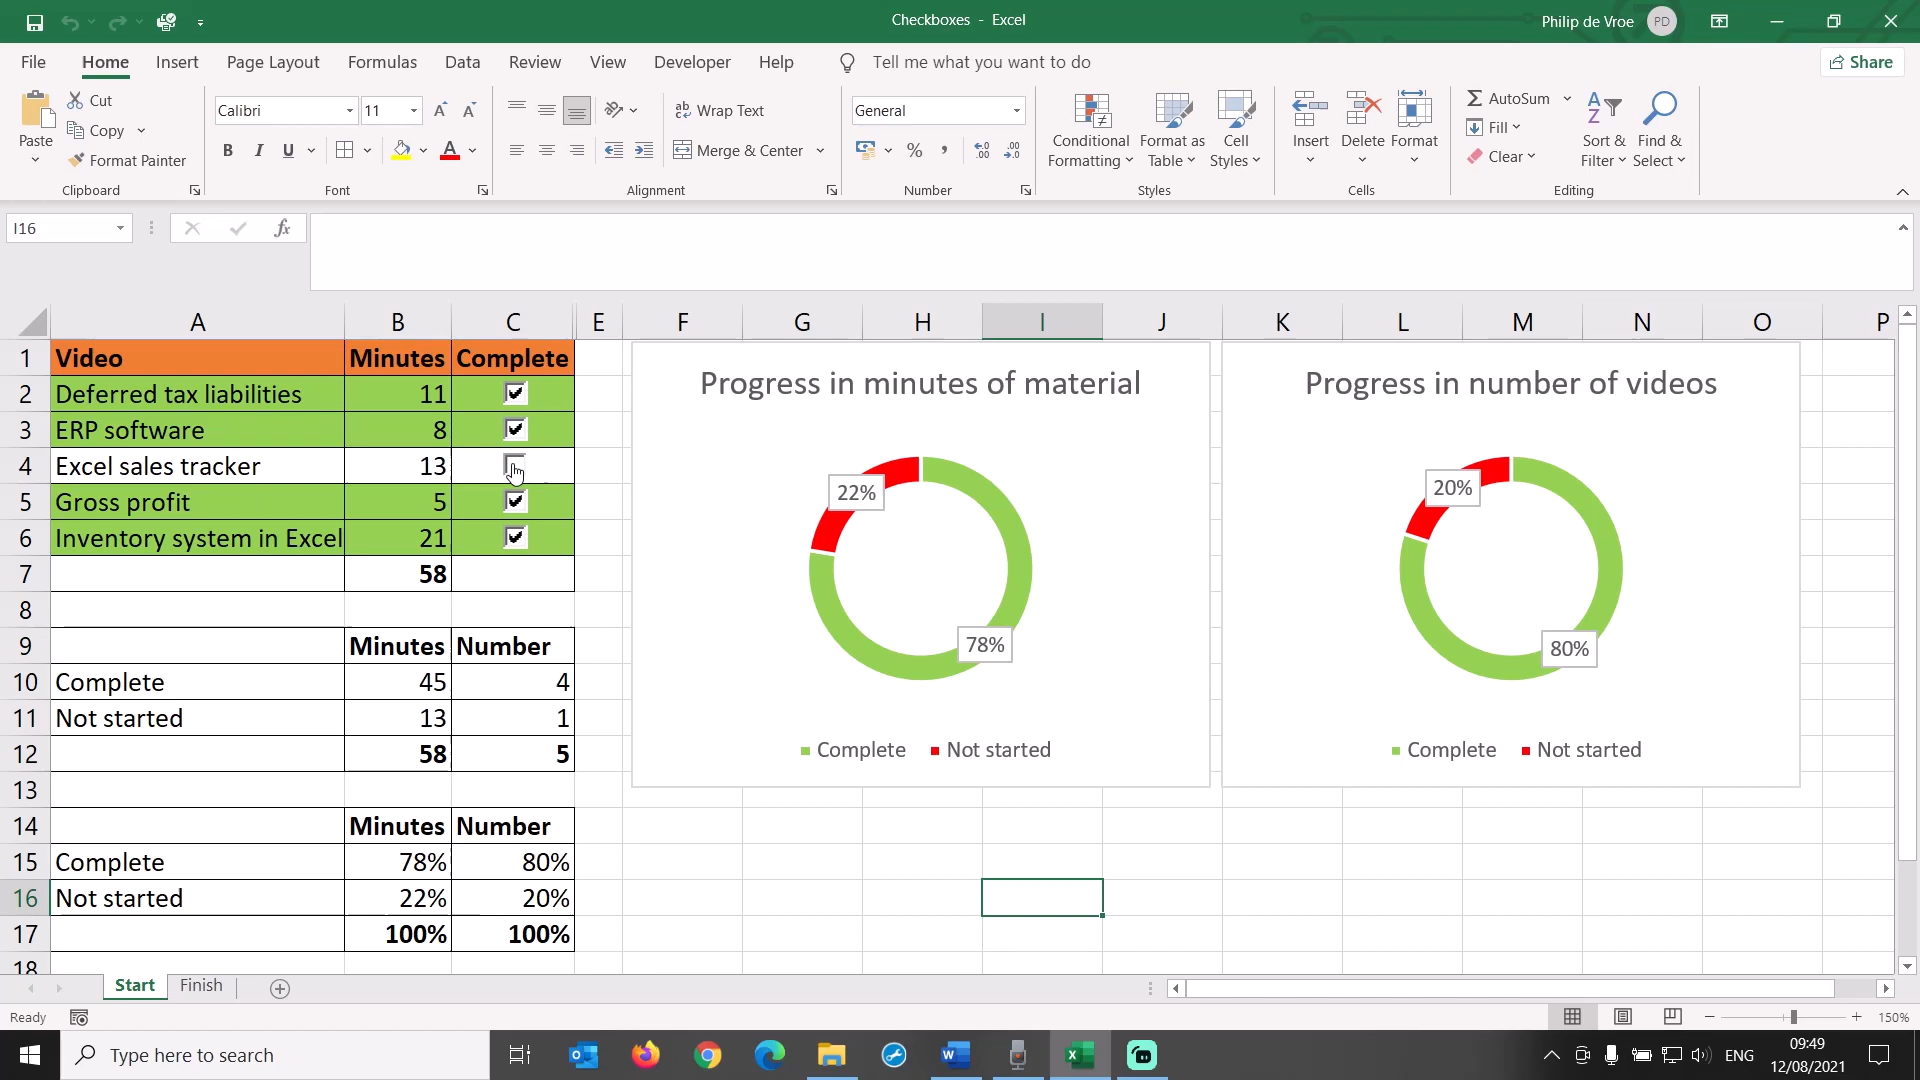 Checkboxes - Excel
Philip de Vroe PD
File Home Insert Page Layout Formulas Data Review View Developer Help Tell me what you want to do Share
Paste
Cut
Copy
Format Painter
Clipboard
Calibri 11
A A
B I U A
Font
ab Wrap Text
Merge & Center
Alignment
General
% , .00
Number
Conditional Formatting
Format as Table
Cell Styles
Styles
Insert Delete Format
Cells
AutoSum
Fill
Clear
Sort & Filter
Find & Select
Editing
I16 fx
A B C E F G H I J K L M N O P
1 Video Minutes Complete
2 Deferred tax liabilities 11
3 ERP software 8
4 Excel sales tracker 13
5 Gross profit 5
6 Inventory system in Excel 21
7 58
8
9 Minutes Number
10 Complete 45 4
11 Not started 13 1
12 58 5
13
14 Minutes Number
15 Complete 78% 80%
16 Not started 22% 20%
17 100% 100%
18
Progress in minutes of material
22%
78%
Complete Not started
Progress in number of videos
20%
80%
Complete Not started
Start Finish
Ready
150%
Type here to search
ENG
09:49
12/08/2021